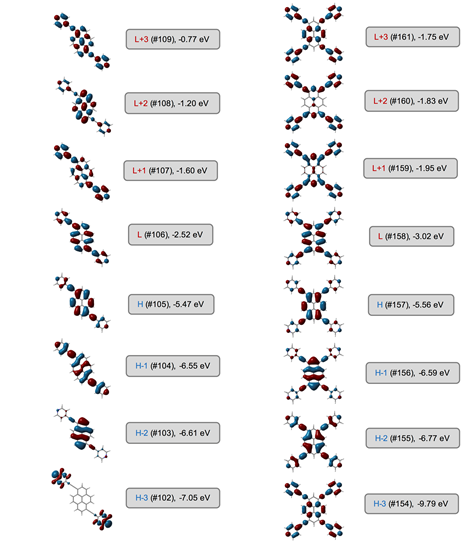 L+3 (#109), -0.77 eV
L+2 (#108), -1.20 eV
L+1 (#107), -1.60 eV
L (#106), -2.52 eV
H (#105), -5.47 eV
H-1 (#104), -6.55 eV
H-2 (#103), -6.61 eV
H-3 (#102), -7.05 eV
L+3 (#161), -1.75 eV
L+2 (#160), -1.83 eV
L+1 (#159), -1.95 eV
L (#158), -3.02 eV
H (#157), -5.56 eV
H-1 (#156), -6.59 eV
H-2 (#155), -6.77 eV
H-3 (#154), -9.79 eV